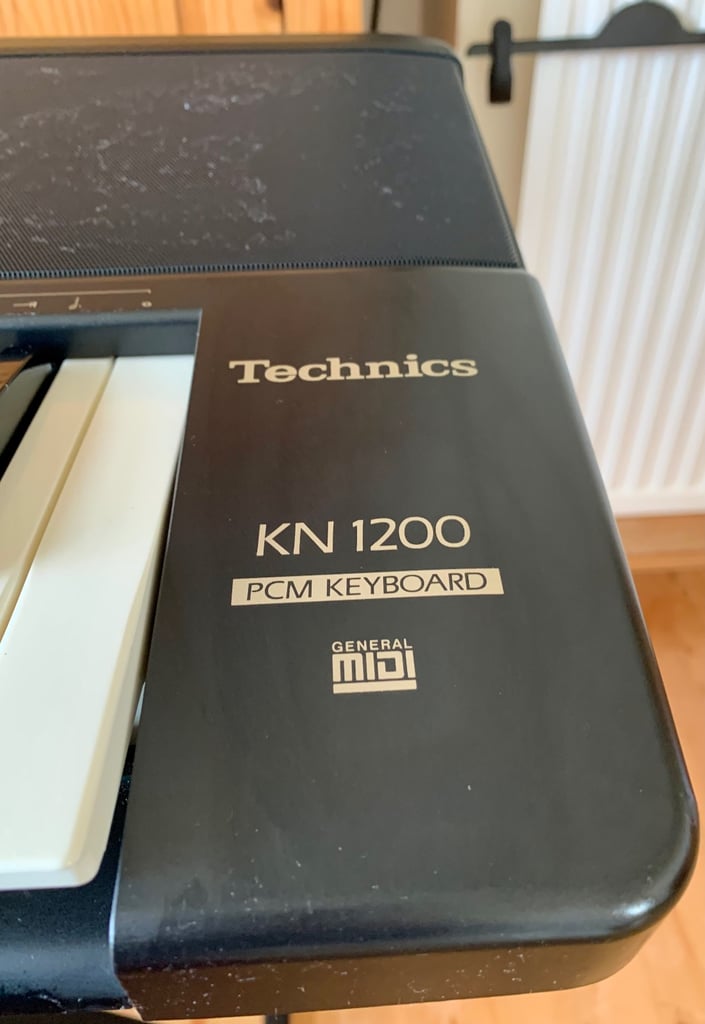 Technics
KN 1200
PCM KEYBOARD
GENERAL
MIDI